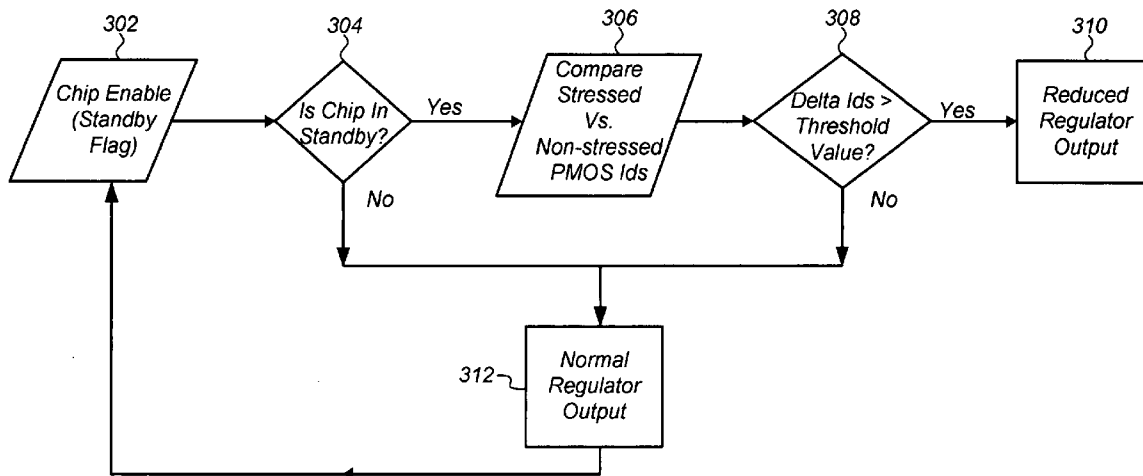 302
Chip Enable
(Standby
Flag)
304
Is Chip In
Standby?
Yes
No
306
Compare
Stressed
Vs.
Non-stressed
PMOS Ids
308
Delta Ids >
Threshold
Value?
Yes
No
310
Reduced
Regulator
Output
312
Normal
Regulator
Output